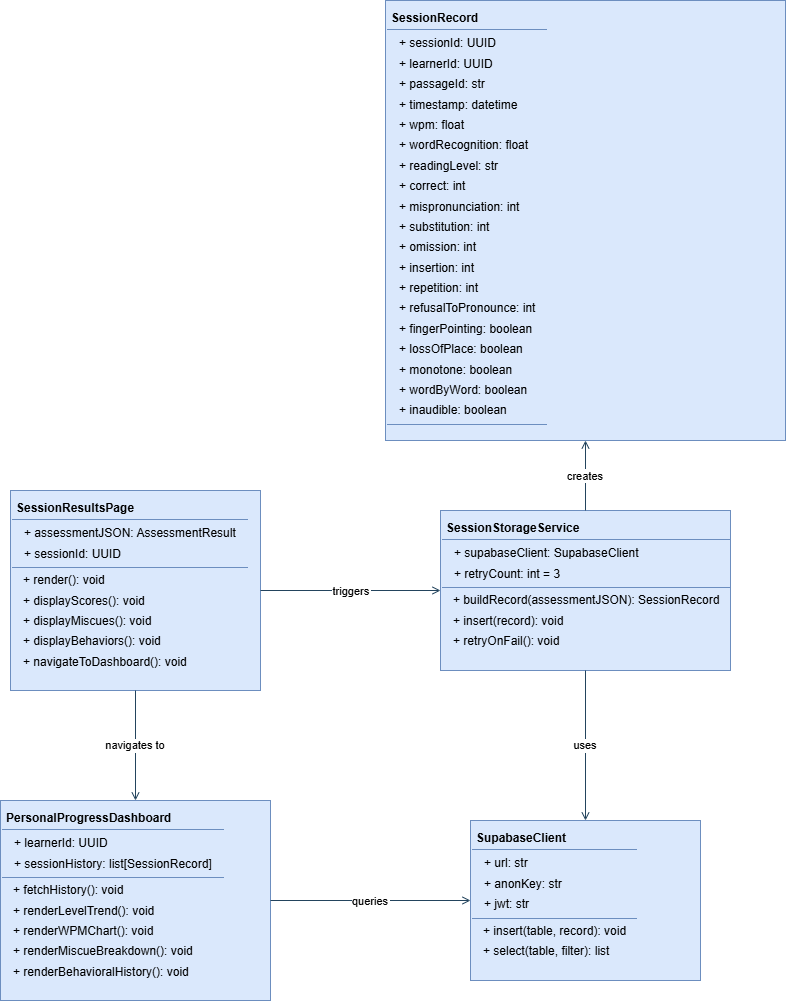 SessionRecord
+ sessionId: UUID
+ learnerId: UUID
+ passageId: str
+ timestamp: datetime
+ wpm: float
+ wordRecognition: float
+ readingLevel: str
+ correct: int
+ mispronunciation: int
+ substitution: int
+ omission: int
+ insertion: int
+ repetition: int
+ refusalToPronounce: int
+ fingerPointing: boolean
+ lossOfPlace: boolean
+ monotone: boolean
+ wordByWord: boolean
+ inaudible: boolean
creates
SessionResultsPage
+ assessmentJSON: AssessmentResult
+ sessionId: UUID
+ render(): void
+ displayScores(): void
+ displayMiscues(): void
+ displayBehaviors(): void
+ navigateToDashboard(): void
triggers
SessionStorageService
+ supabaseClient: SupabaseClient
+ retryCount: int = 3
+ buildRecord(assessmentJSON): SessionRecord
+ insert(record): void
+ retryOnFail(): void
navigates to
uses
PersonalProgressDashboard
+ learnerId: UUID
+ sessionHistory: list[SessionRecord]
+ fetchHistory(): void
+ renderLevelTrend(): void
+ renderWPMChart(): void
+ renderMiscueBreakdown(): void
+ renderBehavioralHistory(): void
queries
SupabaseClient
+ url: str
+ anonKey: str
+ jwt: str
+ insert(table, record): void
+ select(table, filter): list